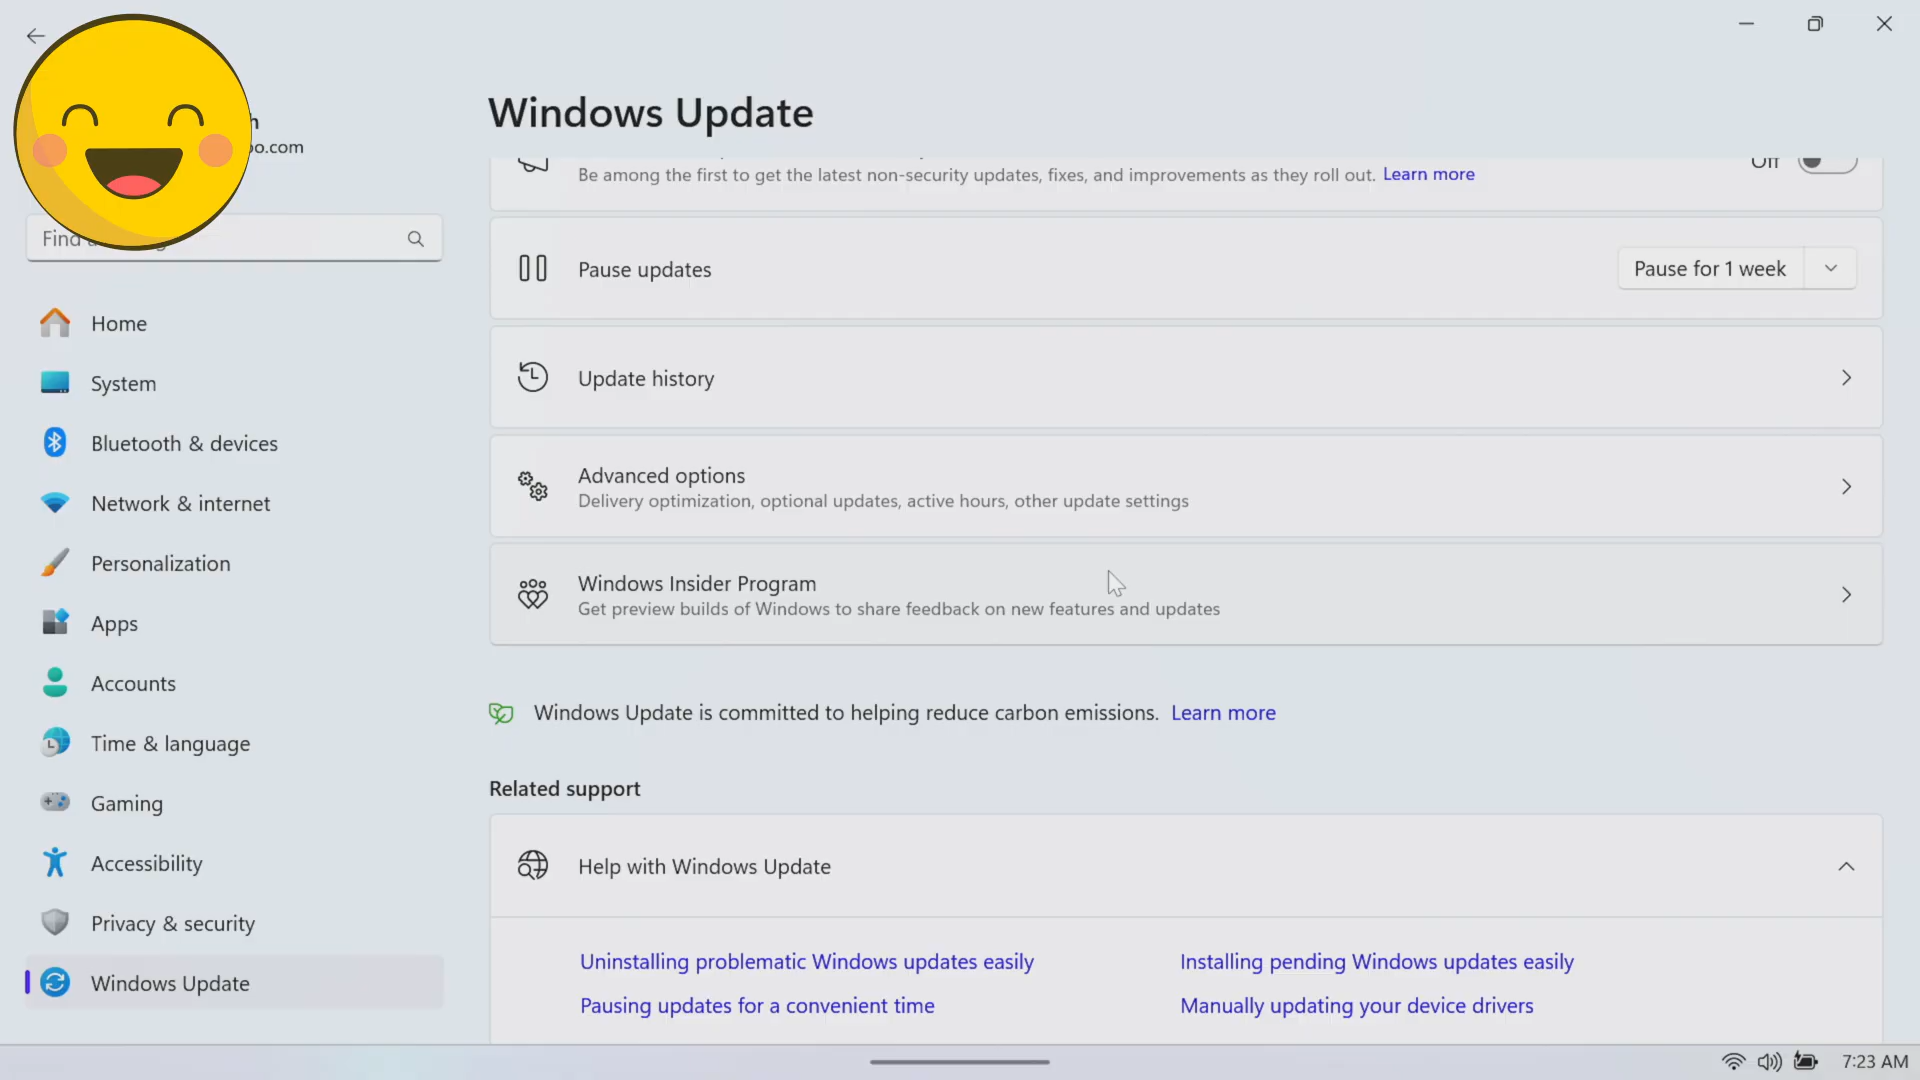 Windows Update
Be among the first to get the latest non-security updates, fixes, and improvements as they roll out. Learn more
Off
Pause updates
Pause for 1 week
Update history
Advanced options
Delivery optimization, optional updates, active hours, other update settings
Windows Insider Program
Get preview builds of Windows to share feedback on new features and updates
Windows Update is committed to helping reduce carbon emissions. Learn more
Related support
Help with Windows Update
Uninstalling problematic Windows updates easily
Installing pending Windows updates easily
Pausing updates for a convenient time
Manually updating your device drivers
Find
Home
System
Bluetooth & devices
Network & internet
Personalization
Apps
Accounts
Time & language
Gaming
Accessibility
Privacy & security
Windows Update
7:23 AM